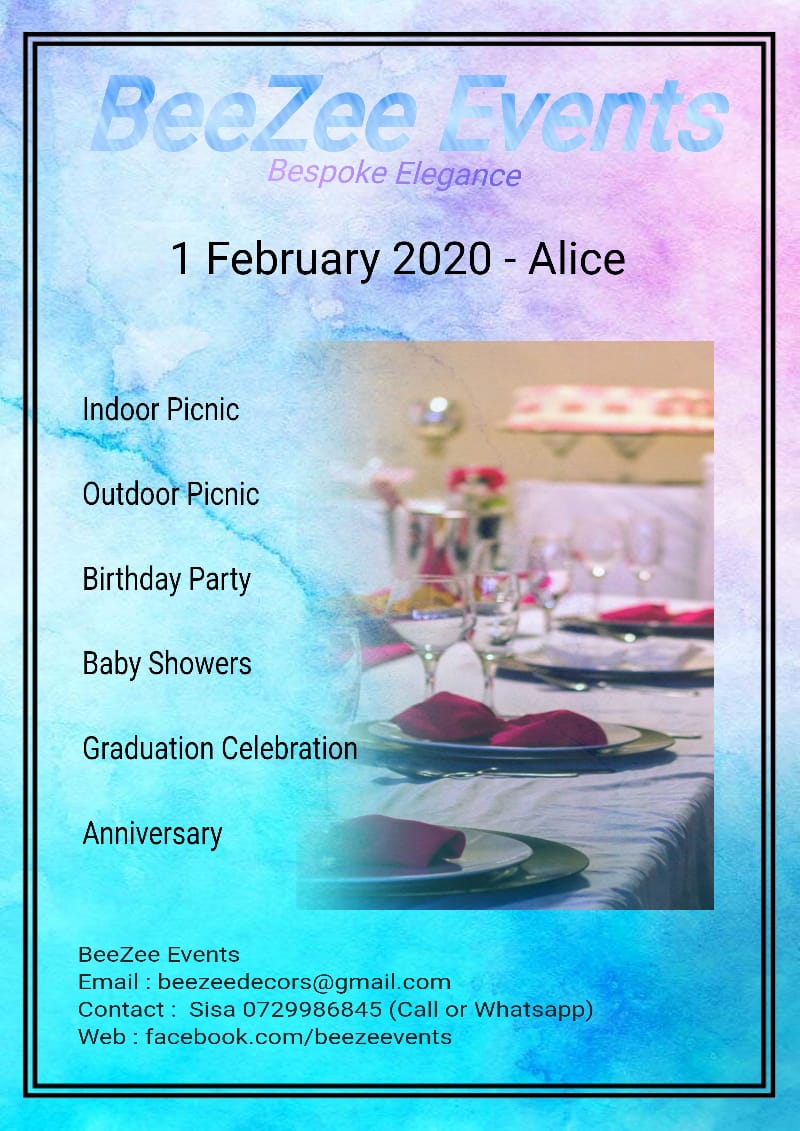 BeeZee Events
Bespoke Elegance
1 February 2020 - Alice
Indoor Picnic
Outdoor Picnic
Birthday Party
Baby Showers
Graduation Celebration
Anniversary
BeeZee Events
Email : beezeedecors@gmail.com
Contact :  Sisa 0729986845 (Call or Whatsapp)
Web : facebook.com/beezeevents